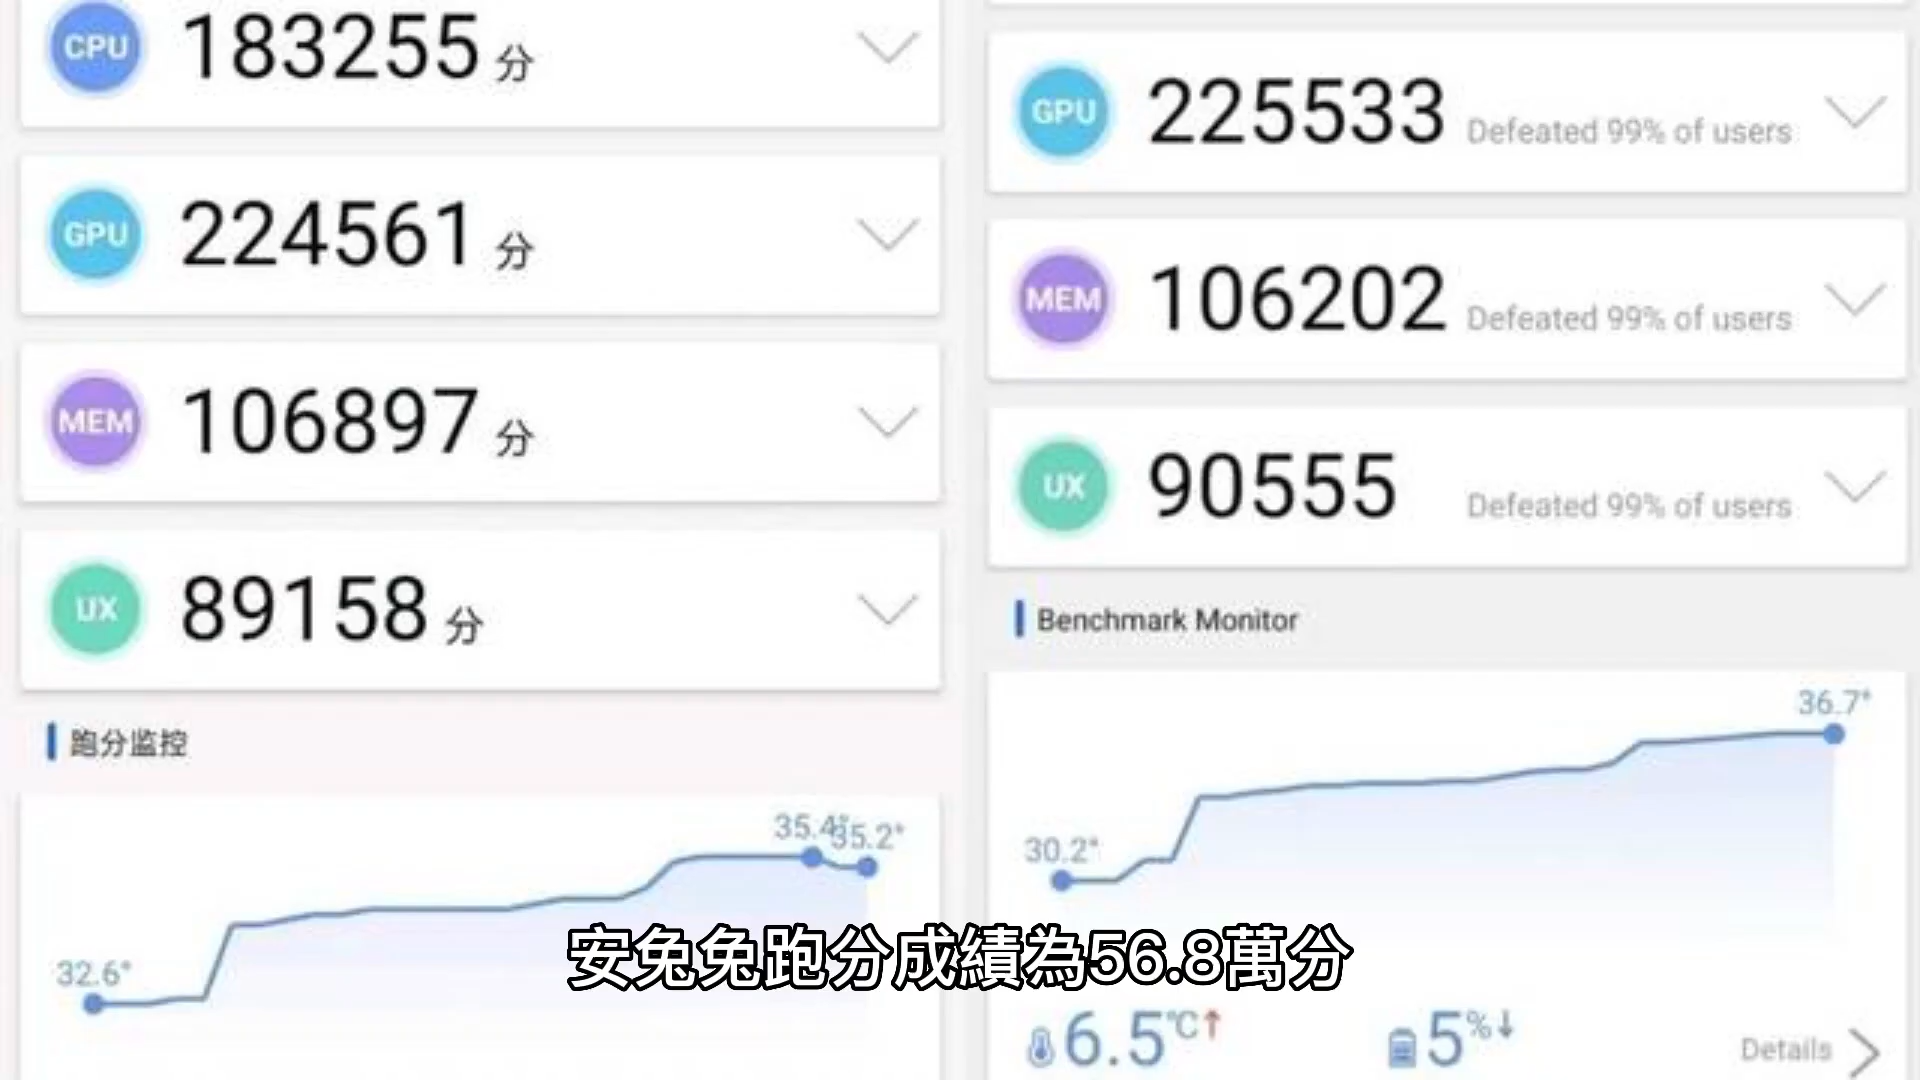 CPU 183255 分
GPU 224561 分
MEM 106897 分
UX 89158 分
跑分监控
35.4°
35.2°
32.6°
GPU 225533 Defeated 99% of users
MEM 106202 Defeated 99% of users
UX 90555 Defeated 99% of users
Benchmark Monitor
36.7°
30.2°
6.5℃↑ 5%↓ Details
安兔兔跑分成績為56.8萬分